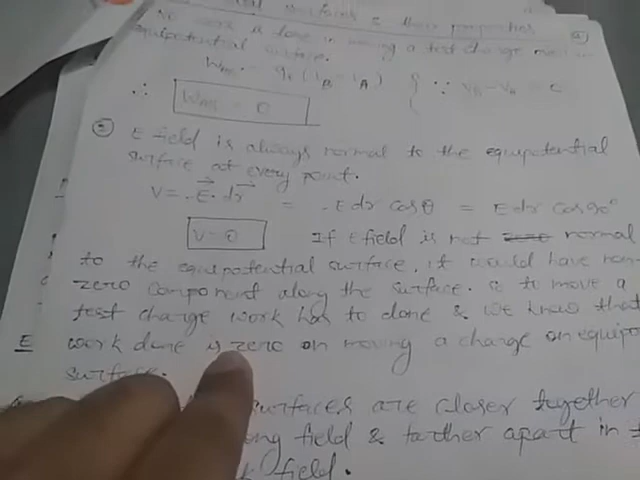 surfaces & their properties
No work is done in moving a test charge
equipotential surface.
∴ W = 0
② E field is always normal to the equipotential
surface at every point.
V = -E⃗. dr⃗ = -Edr cosθ = Edr cos90°
V = 0 If E field is not normal
to the equipotential surface, it would have non-
zero component along the surface. to move a
test charge work has to done & we know that
work done is zero on moving a charge on equipo
surface.
surfaces are closer together
field & farther apart in
field.